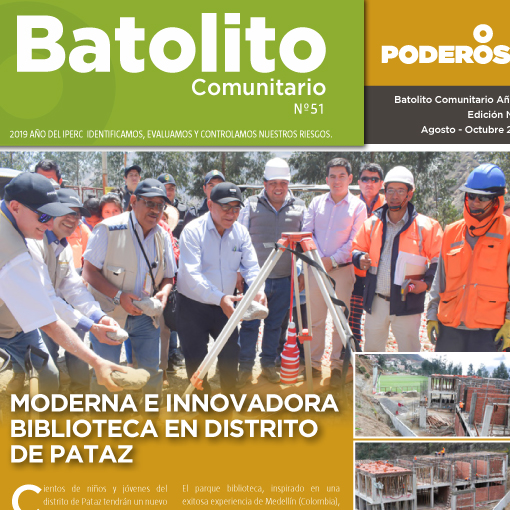 Batolito
Comunitario
Nº51
2019 AÑO DEL IPERC IDENTIFICAMOS, EVALUAMOS Y CONTROLAMOS NUESTROS RIESGOS.
PODEROS
Batolito Comunitario Añ
Edición N
Agosto - Octubre 2
MODERNA E INNOVADORA
BIBLIOTECA EN DISTRITO
DE PATAZ
Cientos de niños y jóvenes del
distrito de Pataz tendrán un nuevo
El parque biblioteca, inspirado en una
exitosa experiencia de Medellín (Colombia),